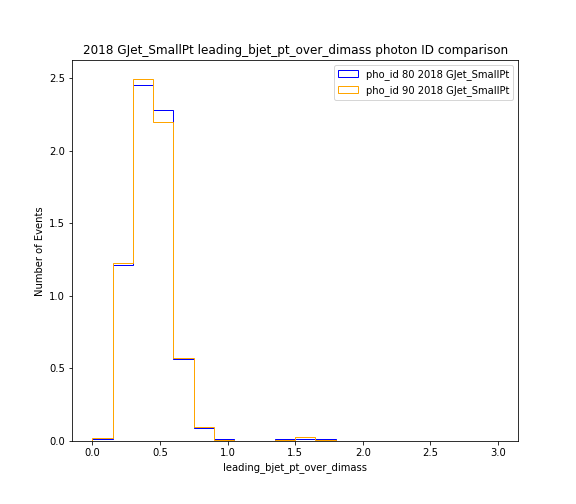 2018 GJet_SmallPt leading_bjet_pt_over_dimass photon ID comparison
pho_id 80 2018 GJet_SmallPt
pho_id 90 2018 GJet_SmallPt
Number of Events
2.5
2.0
1.5
1.0
0.5
0.0
0.0 0.5 1.0 1.5 2.0 2.5 3.0
leading_bjet_pt_over_dimass